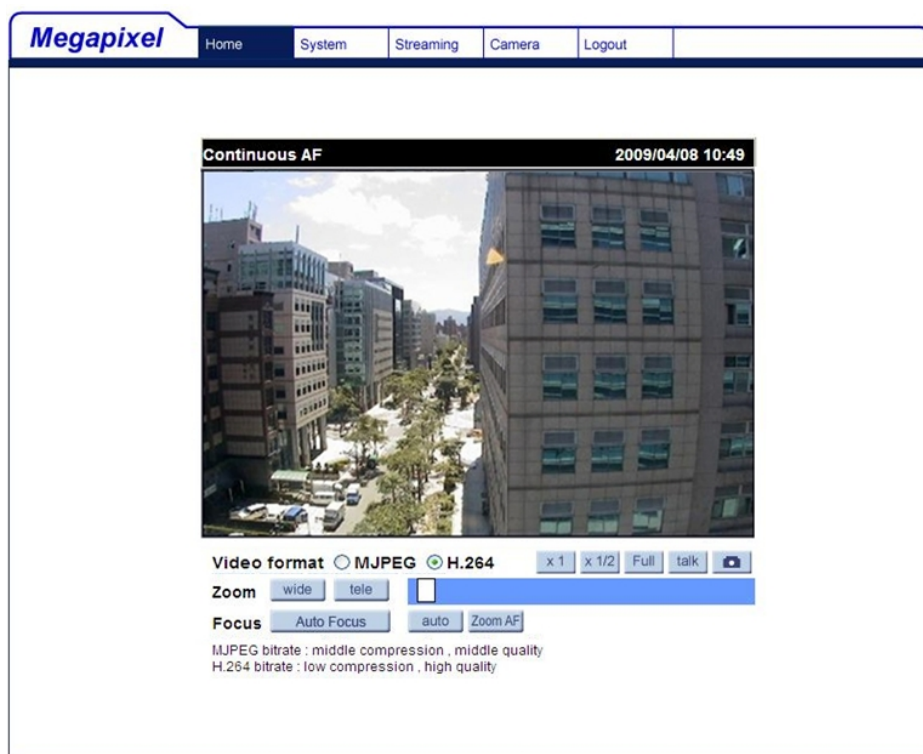 Megapixel
Home System Streaming Camera Logout
Continuous AF 2009/04/08 10:49
Video format MJPEG H.264 x 1 x 1/2 Full talk
Zoom wide tele
Focus Auto Focus auto Zoom AF
MJPEG bitrate : middle compression , middle quality
H.264 bitrate : low compression , high quality